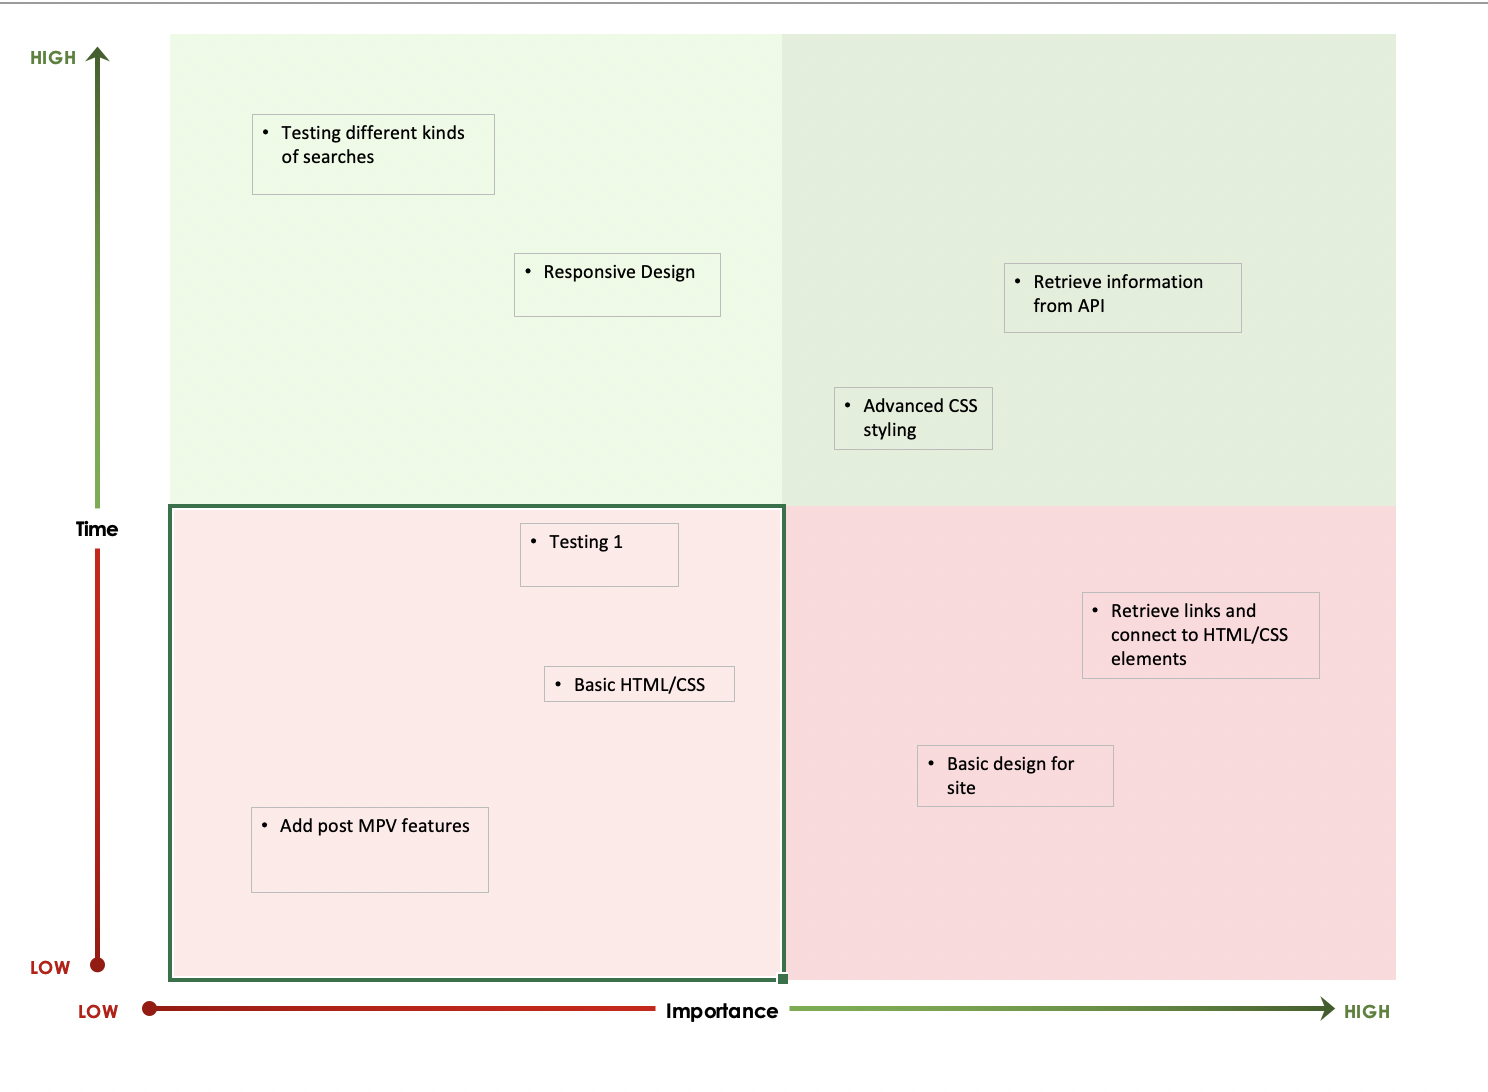 HIGH
• Testing different kinds
of searches
• Responsive Design
• Retrieve information
from API
• Advanced CSS
styling
Time
• Testing 1
• Retrieve links and
connect to HTML/CSS
elements
• Basic HTML/CSS
• Basic design for
site
• Add post MPV features
LOW
LOW
Importance
HIGH